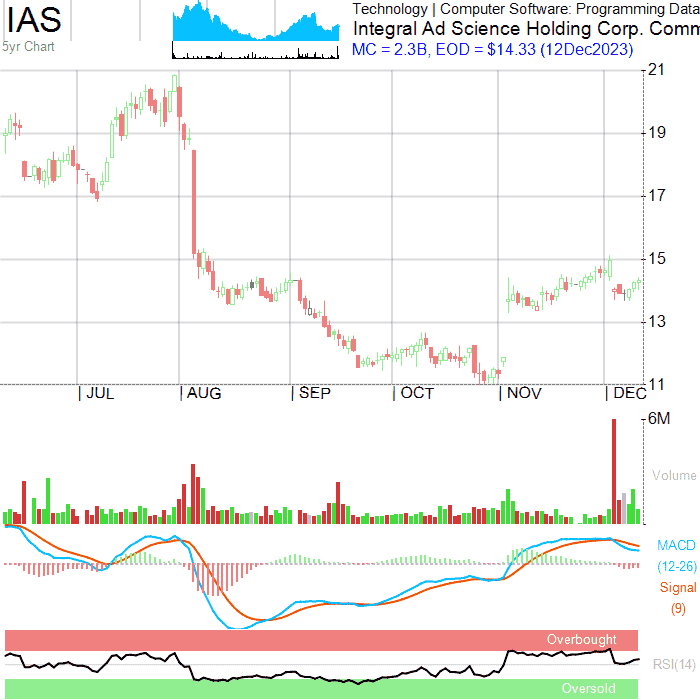 IAS
5yr Chart
Technology | Computer Software: Programming Data
Integral Ad Science Holding Corp. Comm
MC = 2.3B, EOD = $14.33 (12Dec2023)
21
19
17
15
13
11
JUL
AUG
SEP
OCT
NOV
DEC
6M
Volume
MACD
(12-26)
Signal
(9)
Overbought
RSI(14)
Oversold